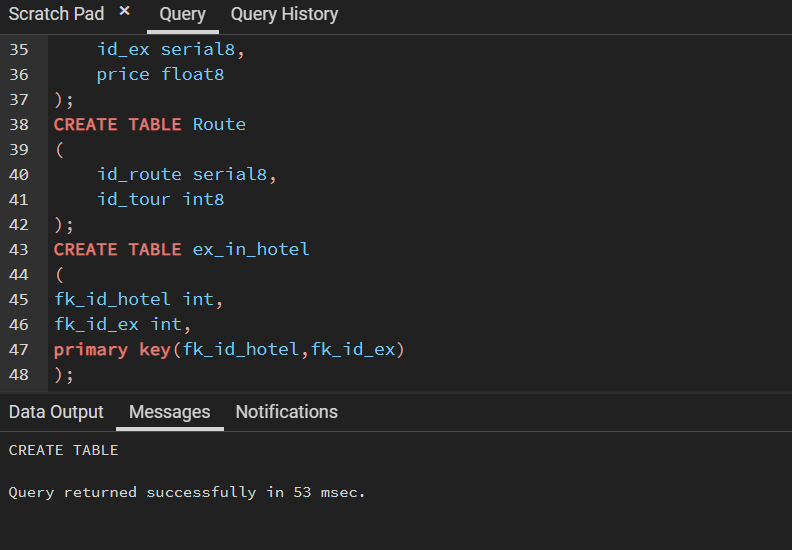 Scratch Pad × Query Query History
35 id_ex serial8,
36 price float8
37 );
38 CREATE TABLE Route
39 (
40 id_route serial8,
41 id_tour int8
42 );
43 CREATE TABLE ex_in_hotel
44 (
45 fk_id_hotel int,
46 fk_id_ex int,
47 primary key(fk_id_hotel,fk_id_ex)
48 );
Data Output Messages Notifications
CREATE TABLE
Query returned successfully in 53 msec.